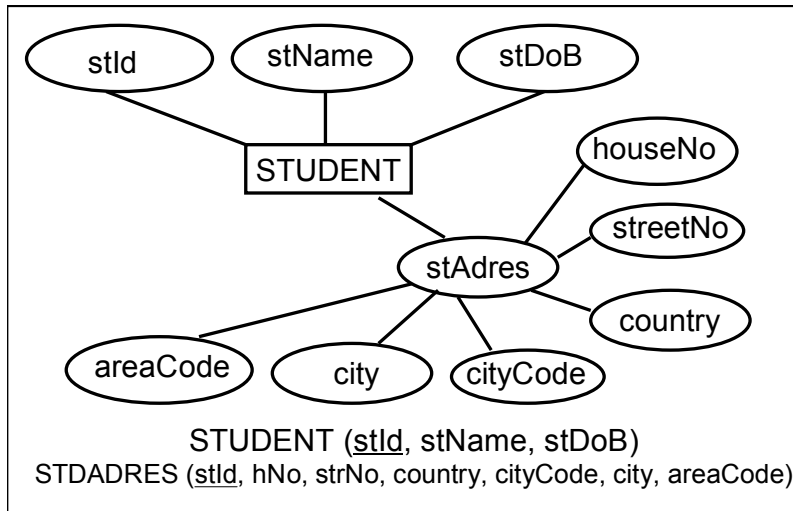 stId
stName
stDoB
STUDENT
houseNo
streetNo
stAdres
country
areaCode
city
cityCode
STUDENT (stId, stName, stDoB)
STDADRES (stId, hNo, strNo, country, cityCode, city, areaCode)